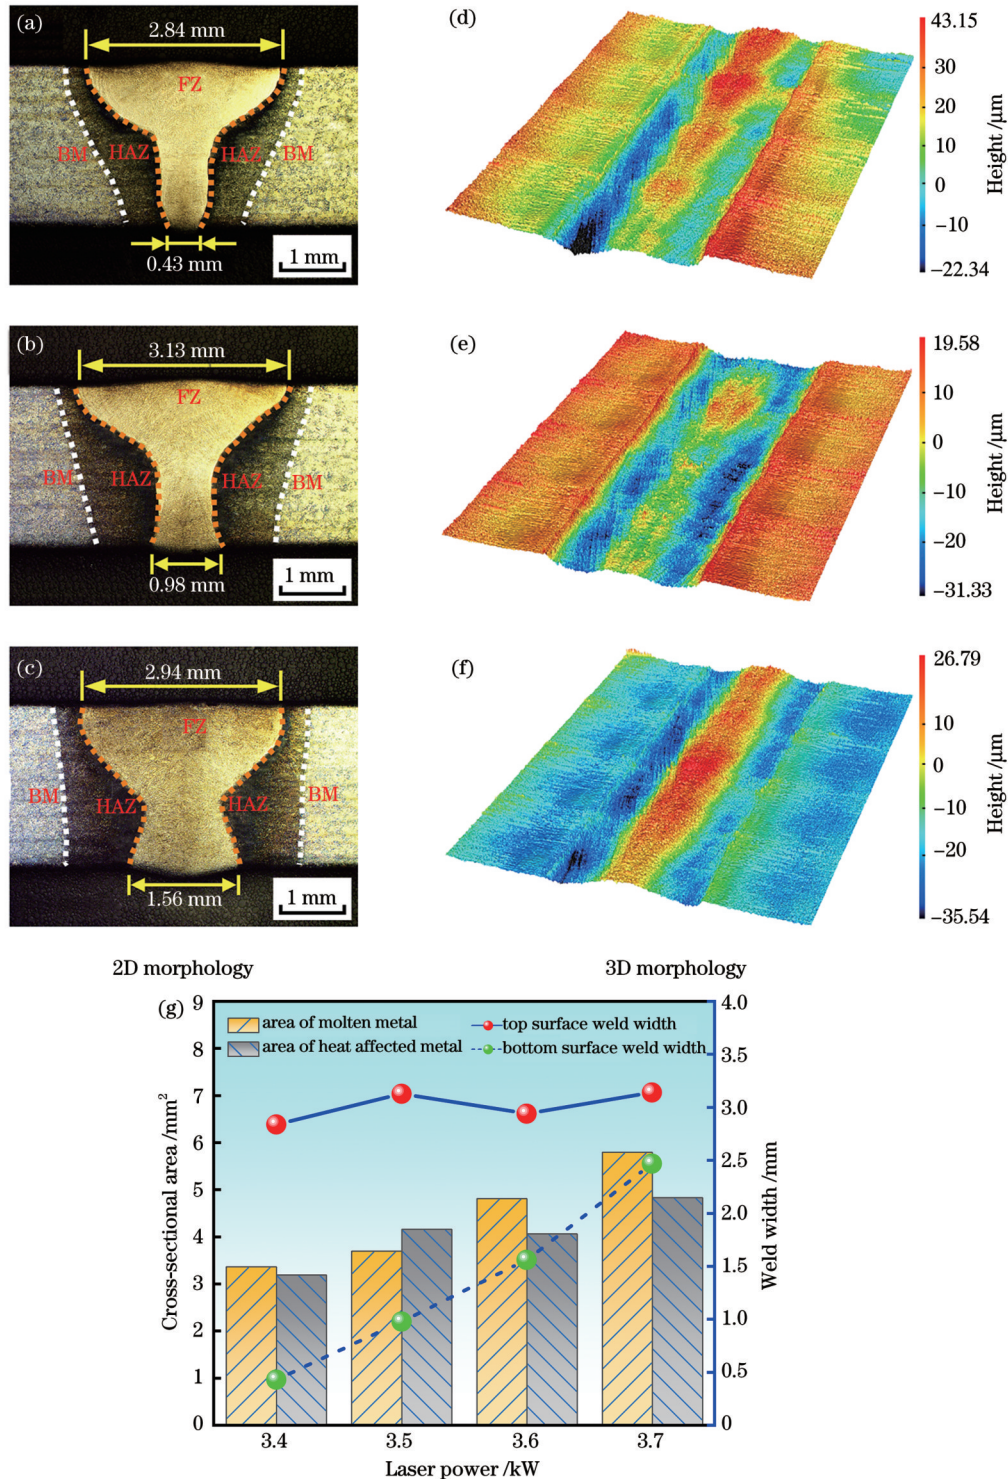 (a)
2.84 mm
FZ
BM
HAZ
HAZ
BM
0.43 mm
1 mm
(d)
43.15
30
20
10
0
−10
−22.34
Height /μm
(b)
3.13 mm
FZ
BM
HAZ
HAZ
BM
0.98 mm
1 mm
(e)
19.58
10
0
−10
−20
−31.33
Height /μm
(c)
2.94 mm
FZ
BM
HAZ
HAZ
BM
1.56 mm
1 mm
(f)
26.79
10
0
−10
−20
−35.54
Height /μm
2D morphology
3D morphology
(g)
area of molten metal
area of heat affected metal
top surface weld width
bottom surface weld width
9
8
7
6
5
4
3
2
1
0
Cross-sectional area /mm²
4.0
3.5
3.0
2.5
2.0
1.5
1.0
0.5
0
Weld width /mm
3.4
3.5
3.6
3.7
Laser power /kW